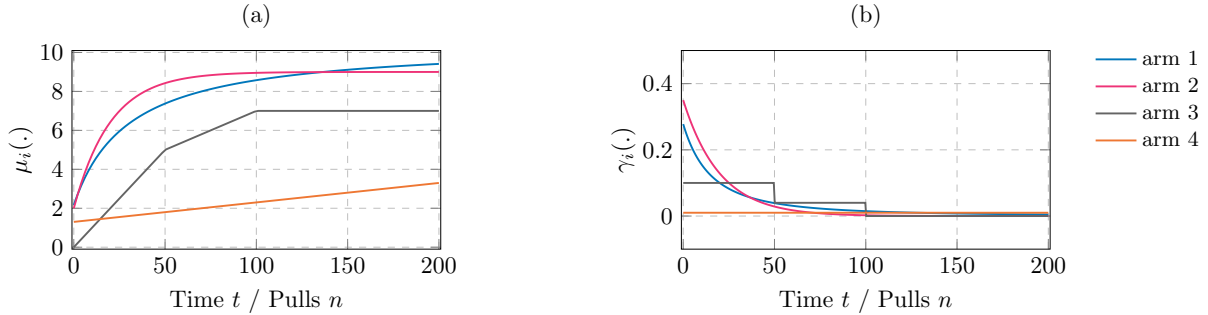 (a)
10
8
6
4
2
0
μᵢ(.)
0 50 100 150 200
Time t / Pulls n
(b)
0.4
0.2
0
γᵢ(.)
0 50 100 150 200
Time t / Pulls n
arm 1
arm 2
arm 3
arm 4